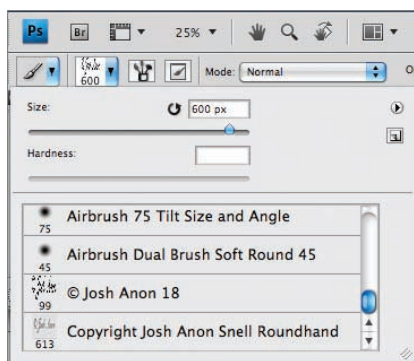 Ps Br 25%
600 Mode: Normal
Size: 600 px
Hardness:
75 Airbrush 75 Tilt Size and Angle
45 Airbrush Dual Brush Soft Round 45
99 © Josh Anon 18
613 Copyright Josh Anon Snell Roundhand